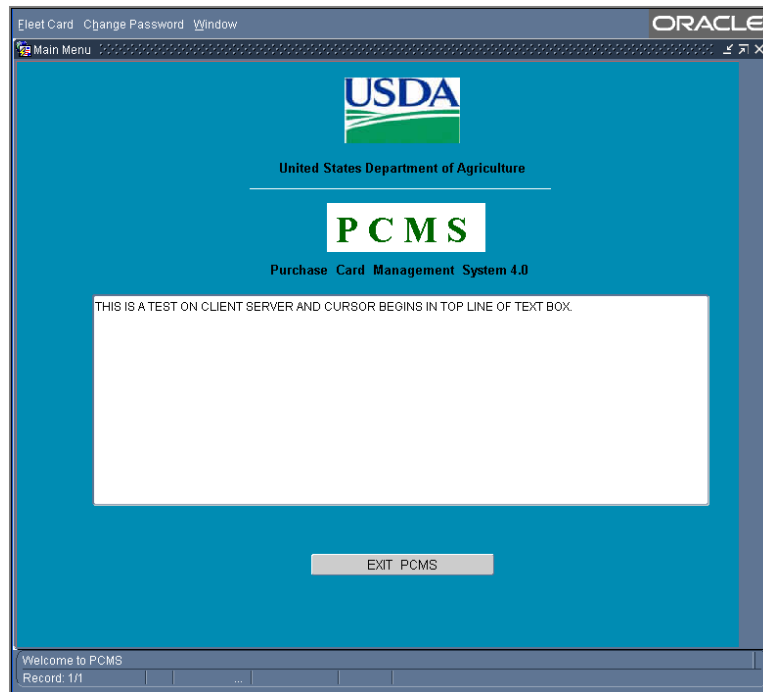 Fleet Card Change Password Window
ORACLE
Main Menu
USDA
United States Department of Agriculture
PCMS
Purchase Card Management System 4.0
THIS IS A TEST ON CLIENT SERVER AND CURSOR BEGINS IN TOP LINE OF TEXT BOX.
EXIT PCMS
Welcome to PCMS
Record: 1/1
...